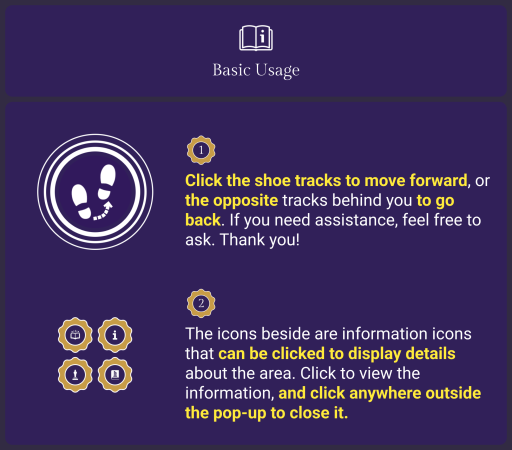 Basic Usage
1
Click the shoe tracks to move forward, or
the opposite tracks behind you to go
back. If you need assistance, feel free to
ask. Thank you!
2
The icons beside are information icons
that can be clicked to display details
about the area. Click to view the
information, and click anywhere outside
the pop-up to close it.